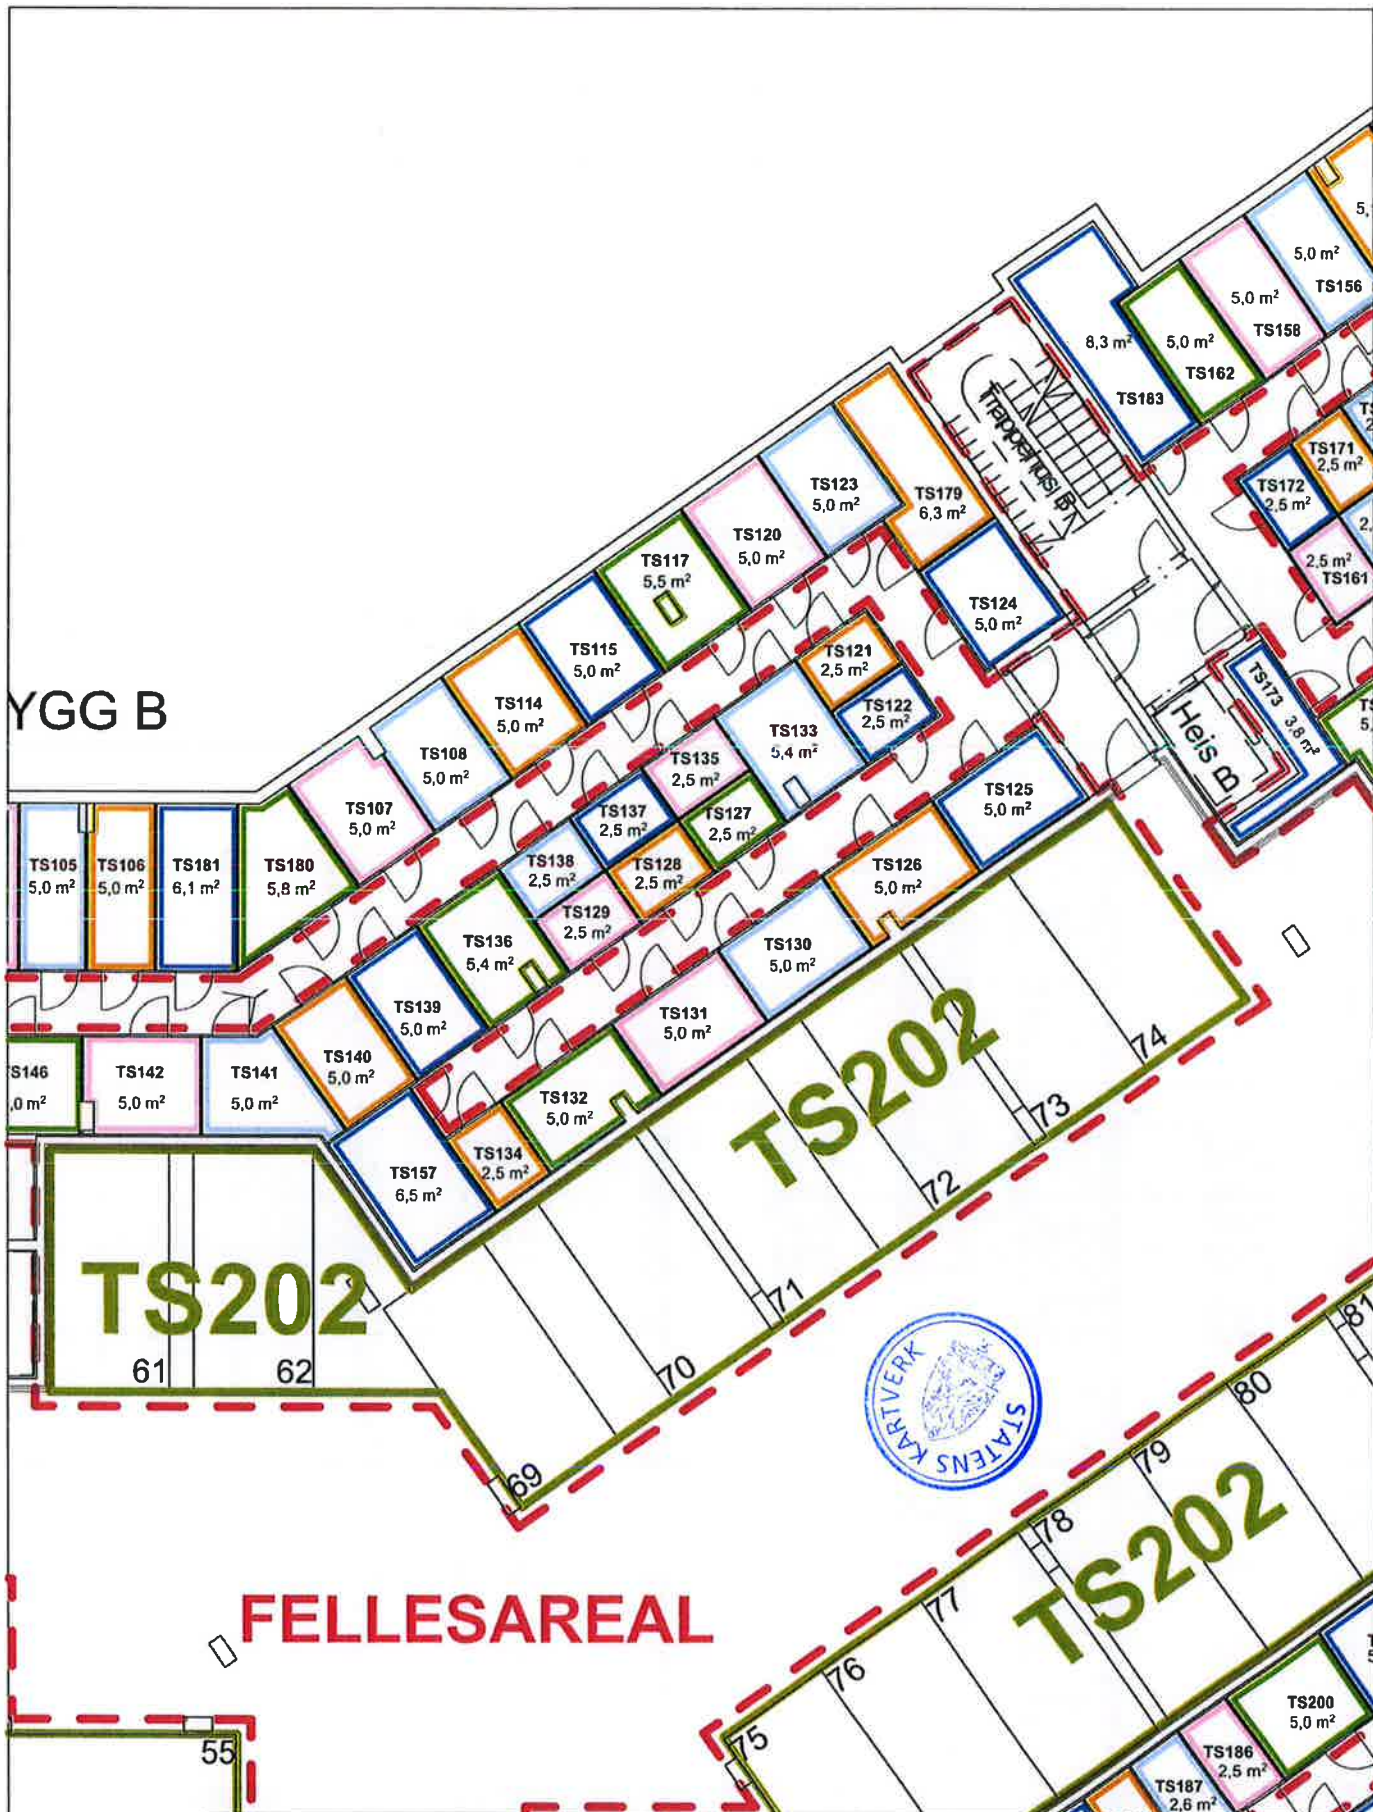 5,0 m²
TS156
5,0 m²
TS158
5,0 m²
TS162
8,3 m²
TS183
TS171
2,5 m²
TS172
2,5 m²
2,5 m²
TS161
TS123
5,0 m²
TS179
6,3 m²
TS120
5,0 m²
TS117
5,5 m²
TS124
5,0 m²
TS115
5,0 m²
TS121
2,5 m²
TS122
2,5 m²
TS173 3,8 m²
Heis B
YGG B
TS114
5,0 m²
TS133
5,4 m²
TS108
5,0 m²
TS135
2,5 m²
TS125
5,0 m²
TS107
5,0 m²
TS137
2,5 m²
TS127
2,5 m²
TS105
5,0 m²
TS106
5,0 m²
TS181
6,1 m²
TS180
5,8 m²
TS138
2,5 m²
TS128
2,5 m²
TS126
5,0 m²
TS129
2,5 m²
TS136
5,4 m²
TS130
5,0 m²
TS139
5,0 m²
TS131
5,0 m²
TS140
5,0 m²
S146
,0 m²
TS142
5,0 m²
TS141
5,0 m²
TS132
5,0 m²
TS134
2,5 m²
TS157
6,5 m²
TS202
74
73
72
71
70
69
TS202
61
62
STATENS KARTVERK
81
80
79
78
77
76
75
TS202
FELLESAREAL
55
TS200
5,0 m²
TS186
2,5 m²
TS187
2,6 m²